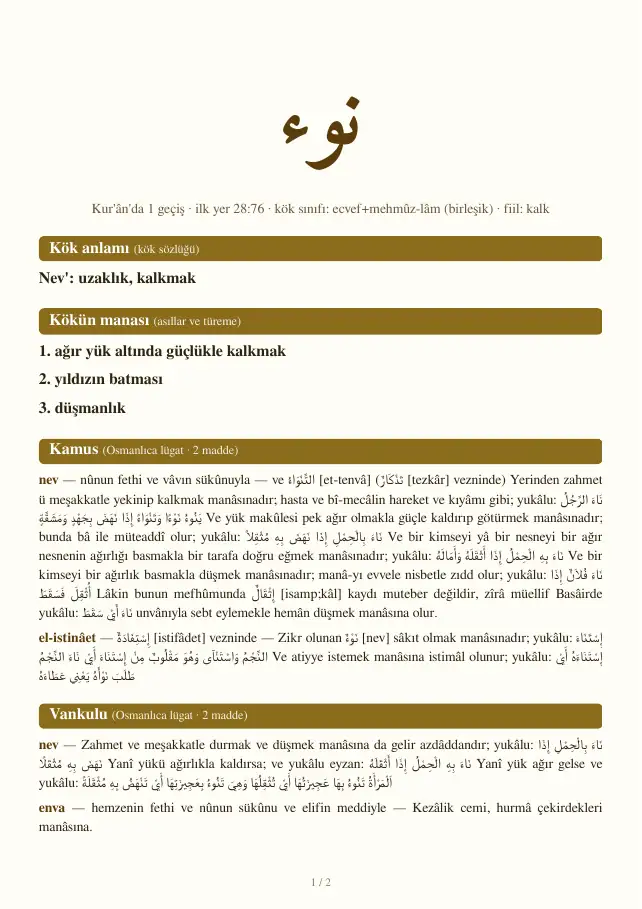 نوء
Kur'ân'da 1 geçiş · ilk yer 28:76 · kök sınıfı: ecvef+mehmûz-lâm (birleşik) · fiil: kalk
Kök anlamı (kök sözlüğü)
Nev': uzaklık, kalkmak
Kökün manası (asıllar ve türeme)
1. ağır yük altında güçlükle kalkmak
2. yıldızın batması
3. düşmanlık
Kamus (Osmanlıca lügat · 2 madde)
nev — nûnun fethi ve vâvın sükûnuyla — ve اَلتَّنْوَاءُ [et-tenvâ] (تَذْكَارٌ [tezkâr] vezninde) Yerinden zahmet
ü meşakkatle yekinip kalkmak manâsınadır; hasta ve bî-mecâlin hareket ve kıyâmı gibi; yukâlu: نَاءَ الرَّجُلُ
يَنُوءُ نَوْءًا وَتَنْوَاءً إِذَا نَهَضَ بِجَهْدٍ وَمَشَقَّةٍ Ve yük makûlesi pek ağır olmakla güçle kaldırıp götürmek manâsınadır;
bunda bâ ile müteaddî olur; yukâlu: نَاءَ بِالْحِمْلِ إِذَا نَهَضَ بِهِ مُثْقِلاً Ve bir kimseyi yâ bir nesneyi bir ağır
nesnenin ağırlığı basmakla bir tarafa doğru eğmek manâsınadır; yukâlu: نَاءَ بِهِ الْحِمْلُ إِذَا أَثْقَلَهُ وَأَمَالَهُ Ve bir
kimseyi bir ağırlık basmakla düşmek manâsınadır; manâ-yı evvele nisbetle zıdd olur; yukâlu: نَاءَ فُلاَنٌ إِذَا
أُثْقِلَ فَسَقَطَ Lâkin bunun mefhûmunda إِثْقَالٌ [isamp;kâl] kaydı muteber değildir, zîrâ müellif Basâirde
yukâlu: نَاءَ أَيْ سَقَطَ unvânıyla sebt eylemekle hemân düşmek manâsına olur.
el-istinâet — إِسْتِفَادَةٌ [istifâdet] vezninde — Zikr olunan نَوْءٌ [nev] sâkıt olmak manâsınadır; yukâlu: إِسْتَنَاءَ
النَّجْمُ وَاسْتَنْآَى وَهُوَ مَقْلُوبٌ مِنْ إِسْتَنَاءَ أَيْ نَاءَ النَّجْمُ Ve atiyye istemek manâsına istimâl olunur; yukâlu: إِسْتَنَاءَهُ أَيْ
طَلَبَ نَوْأَهُ يَعْنِي عَطَاءَهُ
Vankulu (Osmanlıca lügat · 2 madde)
nev — Zahmet ve meşakkatle durmak ve düşmek manâsına da gelir azdâddandır; yukâlu: نَاءَ بِالْحِمْلِ إِذَا
نَهَضَ بِهِ مُثْقلًا Yanî yükü ağırlıkla kaldırsa; ve yukâlu eyzan: نَاءَ بِهِ الْحِمْلُ إِذَا أَثْقَلَهُ Yanî yük ağır gelse ve
yukâlu: اَلْمَرْأَةُ تَنُوءُ بِهَا عَجِيزَتُهَا أَيْ تُثْقِلُهَا وَهِيَ تَنُوءُ بِعَجِيزَتِهَا أَيْ تَنْهَضُ بِهِ مُثْقَلَةً
enva — hemzenin fethi ve nûnun sükûnu ve elifin meddiyle — Kezâlik cemi, hurmâ çekirdekleri
manâsına.
1 / 2